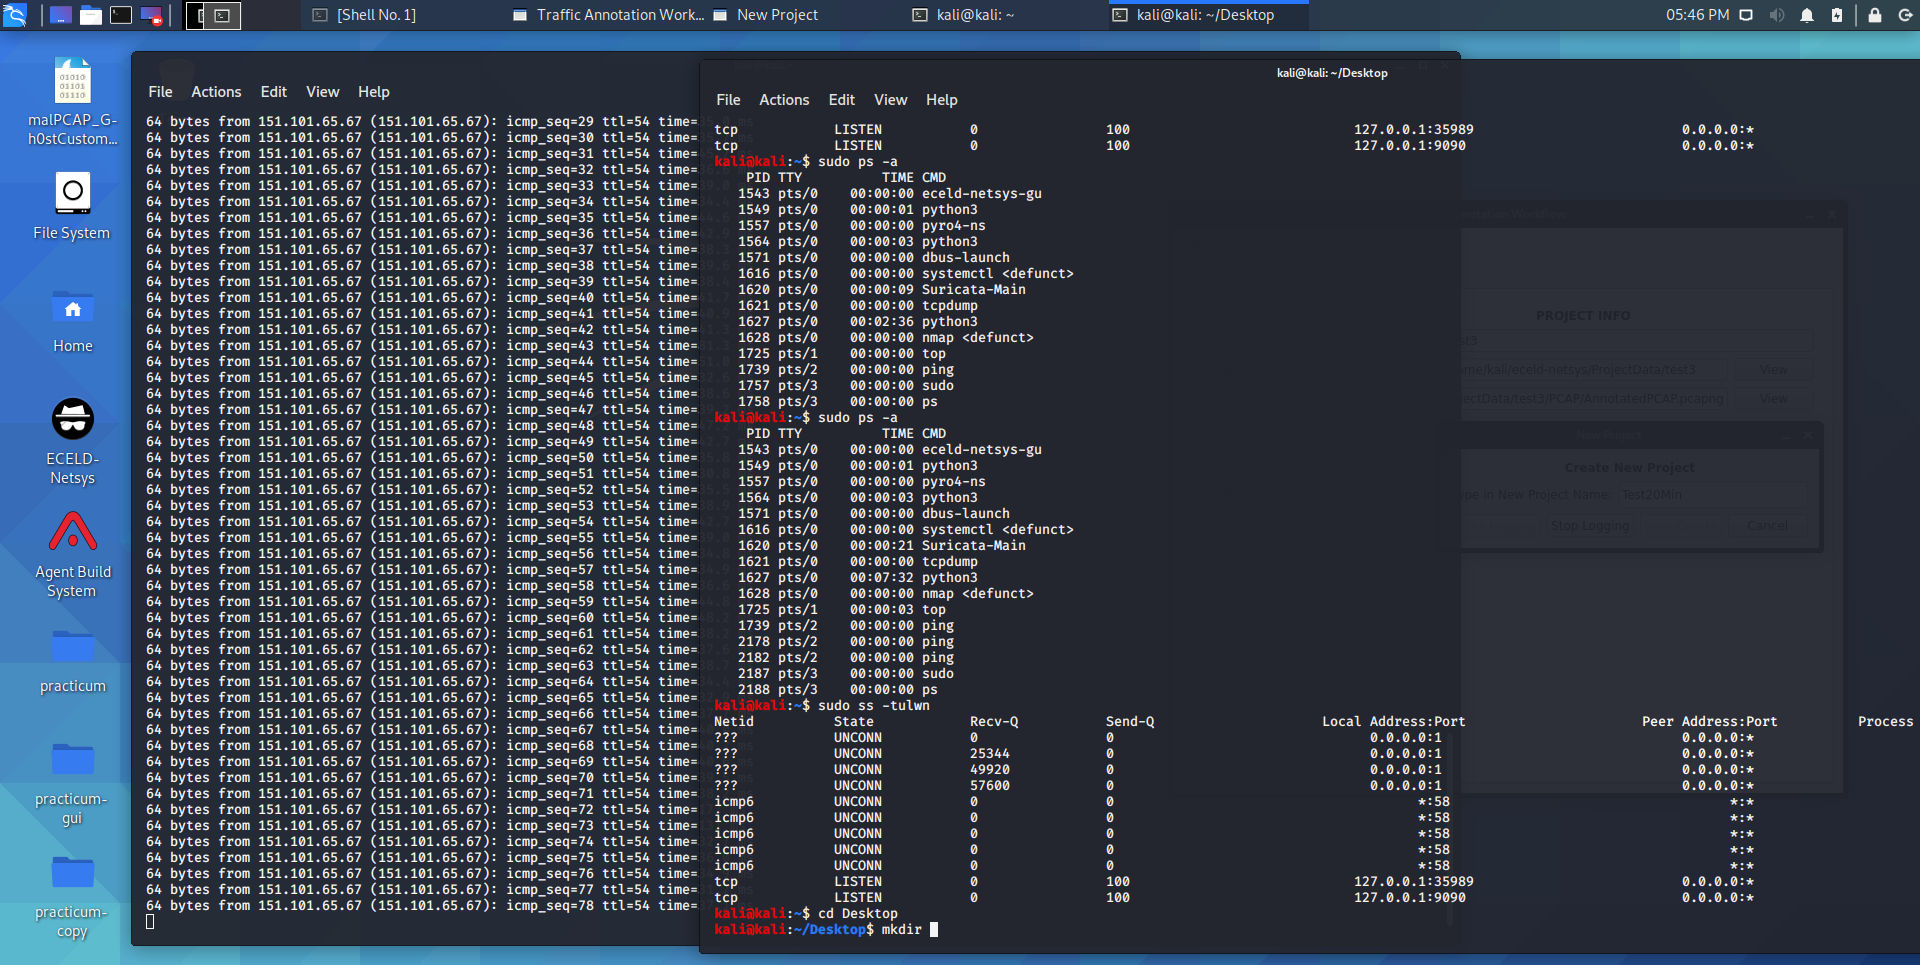 [Shell No. 1]
Traffic Annotation Work...
New Project
kali@kali: ~
kali@kali: ~/Desktop
05:46 PM
malPCAP_G-
h0stCustom...
File System
Home
ECELD-
Netsys
Agent Build
System
practicum
practicum-
gui
practicum-
copy
File Actions Edit View Help
64 bytes from 151.101.65.67 (151.101.65.67): icmp_seq=29 ttl=54 time=
64 bytes from 151.101.65.67 (151.101.65.67): icmp_seq=30 ttl=54 time=
64 bytes from 151.101.65.67 (151.101.65.67): icmp_seq=31 ttl=54 time=
64 bytes from 151.101.65.67 (151.101.65.67): icmp_seq=32 ttl=54 time=
64 bytes from 151.101.65.67 (151.101.65.67): icmp_seq=33 ttl=54 time=
64 bytes from 151.101.65.67 (151.101.65.67): icmp_seq=34 ttl=54 time=
64 bytes from 151.101.65.67 (151.101.65.67): icmp_seq=35 ttl=54 time=
64 bytes from 151.101.65.67 (151.101.65.67): icmp_seq=36 ttl=54 time=
64 bytes from 151.101.65.67 (151.101.65.67): icmp_seq=37 ttl=54 time=
64 bytes from 151.101.65.67 (151.101.65.67): icmp_seq=38 ttl=54 time=
64 bytes from 151.101.65.67 (151.101.65.67): icmp_seq=39 ttl=54 time=
64 bytes from 151.101.65.67 (151.101.65.67): icmp_seq=40 ttl=54 time=
64 bytes from 151.101.65.67 (151.101.65.67): icmp_seq=41 ttl=54 time=
64 bytes from 151.101.65.67 (151.101.65.67): icmp_seq=42 ttl=54 time=
64 bytes from 151.101.65.67 (151.101.65.67): icmp_seq=43 ttl=54 time=
64 bytes from 151.101.65.67 (151.101.65.67): icmp_seq=44 ttl=54 time=
64 bytes from 151.101.65.67 (151.101.65.67): icmp_seq=45 ttl=54 time=
64 bytes from 151.101.65.67 (151.101.65.67): icmp_seq=46 ttl=54 time=
64 bytes from 151.101.65.67 (151.101.65.67): icmp_seq=47 ttl=54 time=
64 bytes from 151.101.65.67 (151.101.65.67): icmp_seq=48 ttl=54 time=
64 bytes from 151.101.65.67 (151.101.65.67): icmp_seq=49 ttl=54 time=
64 bytes from 151.101.65.67 (151.101.65.67): icmp_seq=50 ttl=54 time=
64 bytes from 151.101.65.67 (151.101.65.67): icmp_seq=51 ttl=54 time=
64 bytes from 151.101.65.67 (151.101.65.67): icmp_seq=52 ttl=54 time=
64 bytes from 151.101.65.67 (151.101.65.67): icmp_seq=53 ttl=54 time=
64 bytes from 151.101.65.67 (151.101.65.67): icmp_seq=54 ttl=54 time=
64 bytes from 151.101.65.67 (151.101.65.67): icmp_seq=55 ttl=54 time=
64 bytes from 151.101.65.67 (151.101.65.67): icmp_seq=56 ttl=54 time=
64 bytes from 151.101.65.67 (151.101.65.67): icmp_seq=57 ttl=54 time=
64 bytes from 151.101.65.67 (151.101.65.67): icmp_seq=58 ttl=54 time=
64 bytes from 151.101.65.67 (151.101.65.67): icmp_seq=59 ttl=54 time=
64 bytes from 151.101.65.67 (151.101.65.67): icmp_seq=60 ttl=54 time=
64 bytes from 151.101.65.67 (151.101.65.67): icmp_seq=61 ttl=54 time=
64 bytes from 151.101.65.67 (151.101.65.67): icmp_seq=62 ttl=54 time=
64 bytes from 151.101.65.67 (151.101.65.67): icmp_seq=63 ttl=54 time=
64 bytes from 151.101.65.67 (151.101.65.67): icmp_seq=64 ttl=54 time=
64 bytes from 151.101.65.67 (151.101.65.67): icmp_seq=65 ttl=54 time=
64 bytes from 151.101.65.67 (151.101.65.67): icmp_seq=66 ttl=54 time=
64 bytes from 151.101.65.67 (151.101.65.67): icmp_seq=67 ttl=54 time=
64 bytes from 151.101.65.67 (151.101.65.67): icmp_seq=68 ttl=54 time=
64 bytes from 151.101.65.67 (151.101.65.67): icmp_seq=69 ttl=54 time=
64 bytes from 151.101.65.67 (151.101.65.67): icmp_seq=70 ttl=54 time=
64 bytes from 151.101.65.67 (151.101.65.67): icmp_seq=71 ttl=54 time=
64 bytes from 151.101.65.67 (151.101.65.67): icmp_seq=72 ttl=54 time=
64 bytes from 151.101.65.67 (151.101.65.67): icmp_seq=73 ttl=54 time=
64 bytes from 151.101.65.67 (151.101.65.67): icmp_seq=74 ttl=54 time=
64 bytes from 151.101.65.67 (151.101.65.67): icmp_seq=75 ttl=54 time=
64 bytes from 151.101.65.67 (151.101.65.67): icmp_seq=76 ttl=54 time=
64 bytes from 151.101.65.67 (151.101.65.67): icmp_seq=77 ttl=54 time=
64 bytes from 151.101.65.67 (151.101.65.67): icmp_seq=78 ttl=54 time=
kali@kali: ~/Desktop
File Actions Edit View Help
tcp LISTEN 0 100 127.0.0.1:35989 0.0.0.0:*
tcp LISTEN 0 100 127.0.0.1:9090 0.0.0.0:*
kali@kali:~$ sudo ps -a
PID TTY TIME CMD
1543 pts/0 00:00:00 eceld-netsys-gu
1549 pts/0 00:00:01 python3
1557 pts/0 00:00:00 pyro4-ns
1564 pts/0 00:00:03 python3
1571 pts/0 00:00:00 dbus-launch
1616 pts/0 00:00:00 systemctl <defunct>
1620 pts/0 00:00:09 Suricata-Main
1621 pts/0 00:00:00 tcpdump
1627 pts/0 00:02:36 python3
1628 pts/0 00:00:00 nmap <defunct>
1725 pts/1 00:00:00 top
1739 pts/2 00:00:00 ping
1757 pts/3 00:00:00 sudo
1758 pts/3 00:00:00 ps
kali@kali:~$ sudo ps -a
PID TTY TIME CMD
1543 pts/0 00:00:00 eceld-netsys-gu
1549 pts/0 00:00:01 python3
1557 pts/0 00:00:00 pyro4-ns
1564 pts/0 00:00:03 python3
1571 pts/0 00:00:00 dbus-launch
1616 pts/0 00:00:00 systemctl <defunct>
1620 pts/0 00:00:21 Suricata-Main
1621 pts/0 00:00:00 tcpdump
1627 pts/0 00:07:32 python3
1628 pts/0 00:00:00 nmap <defunct>
1725 pts/1 00:00:03 top
1739 pts/2 00:00:00 ping
2178 pts/2 00:00:00 ping
2182 pts/2 00:00:00 ping
2187 pts/3 00:00:00 sudo
2188 pts/3 00:00:00 ps
kali@kali:~$ sudo ss -tulwn
Netid State Recv-Q Send-Q Local Address:Port Peer Address:Port Process
??? UNCONN 0 0 0.0.0.0:1 0.0.0.0:*
??? UNCONN 25344 0 0.0.0.0:1 0.0.0.0:*
??? UNCONN 49920 0 0.0.0.0:1 0.0.0.0:*
??? UNCONN 57600 0 0.0.0.0:1 0.0.0.0:*
icmp6 UNCONN 0 0 *:58 *:*
icmp6 UNCONN 0 0 *:58 *:*
icmp6 UNCONN 0 0 *:58 *:*
icmp6 UNCONN 0 0 *:58 *:*
icmp6 UNCONN 0 0 *:58 *:*
tcp LISTEN 0 100 127.0.0.1:35989 0.0.0.0:*
tcp LISTEN 0 100 127.0.0.1:9090 0.0.0.0:*
kali@kali:~$ cd Desktop
kali@kali:~/Desktop$ mkdir
PROJECT INFO
/kali/eceld-netsys/ProjectData/test3 View
/test3/PCAP/AnnotatedPCAP.pcapng View
New Project
Create New Project
in New Project Name Test20Min
Stop Logging Cancel